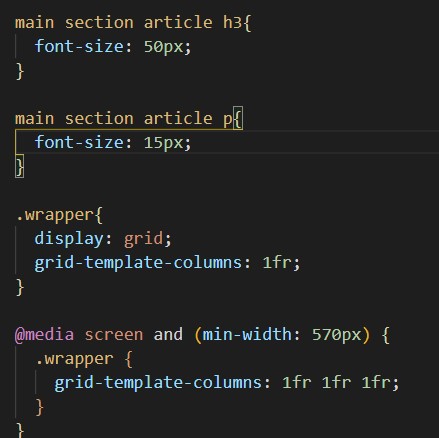 main section article h3{
font-size: 50px;
}
main section article p{
font-size: 15px;
}
.wrapper{
display: grid;
grid-template-columns: 1fr;
}
@media screen and (min-width: 570px) {
.wrapper {
grid-template-columns: 1fr 1fr 1fr;
}
}